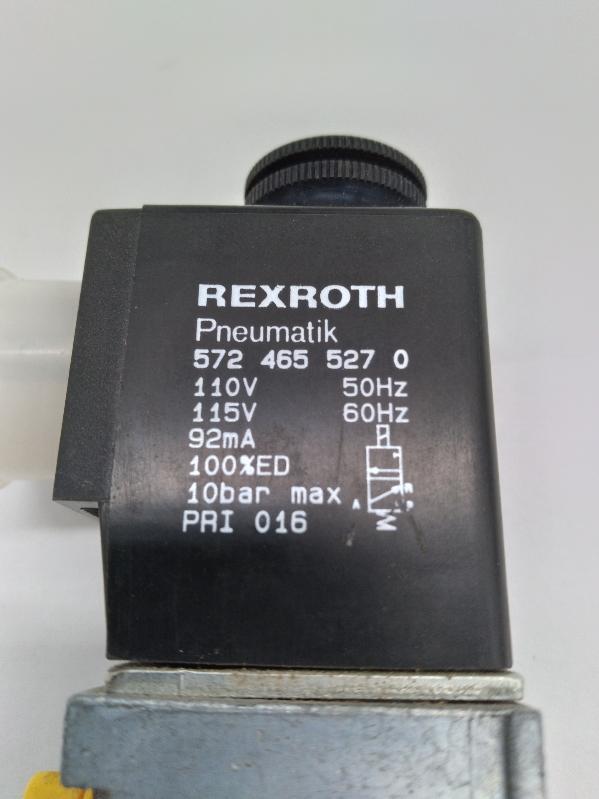 REXROTH
Pneumatik
572 465 527 0
110V 50Hz
115V 60Hz
92mA
100%ED
10bar max
A
PRI 016